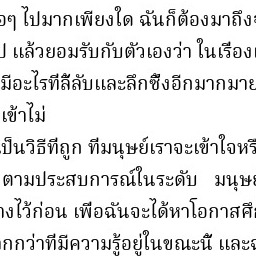 อๆ ไปมากเพียงใด ฉันก็ต้องมาถึง
ป แล้วยอมรับกับตัวเองว่า ในเรื่อง
มีอะไรที่ลี้ลับและลึกซึ้งอีกมากมาย
เข้าไม่
ป็นวิธีที่ถูก ที่มนุษย์เราจะเข้าใจหรื
ตามประสบการณ์ในระดับ มนุษย
างไว้ก่อน เพื่อฉันจะได้หาโอกาสศึ
กกว่าที่มีความรู้อยู่ในขณะนี้ และ